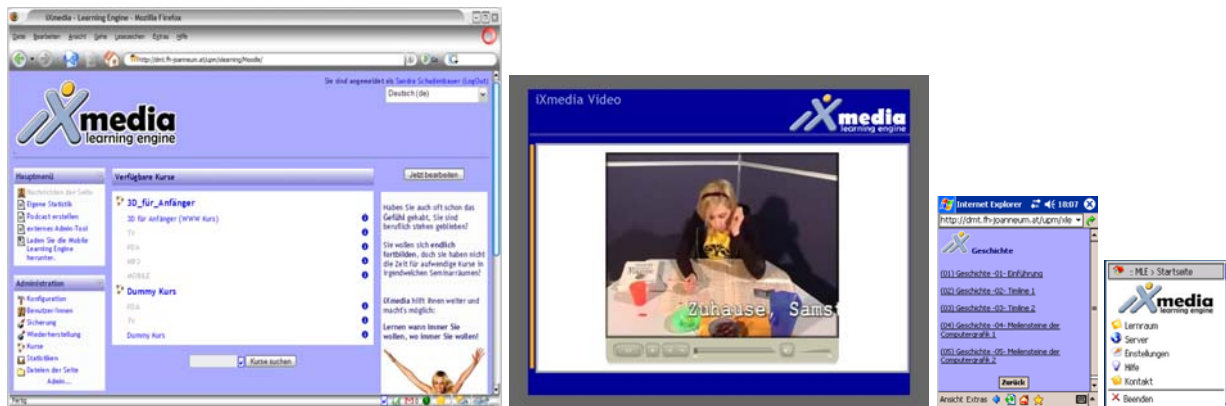 iXmedia - Learning Engine - Mozilla Firefox
Datei Bearbeiten Ansicht Gehe Lesezeichen Extras Hilfe
http://dmt.fh-joanneum.at/upm/xlearning/Moodle/
Sie sind angemeldet als Sandra Schadenbauer (LogOut)
Deutsch (de)
iXmedia
learning engine
Hauptmenü
Nachrichten der Seite
Eigene Statistik
Podcast erstellen
externes Admin-Tool
Laden Sie die Mobile
Learning Engine
herunter.
Administration
Konfiguration
Benutzer/innen
Sicherung
Wiederherstellung
Kurse
Statistiken
Dateien der Seite
Admin...
Verfügbare Kurse
3D_für_Anfänger
3D für Anfänger (WWW Kurs)
TV
PDA
MP3
MOBILE
Dummy Kurs
PDA
TV
Dummy Kurs
Kurse suchen
Jetzt bearbeiten
Haben Sie auch oft schon das
Gefühl gehabt, Sie sind
beruflich stehen geblieben?
Sie wollen sich endlich
fortbilden, doch sie haben nicht
die Zeit für aufwendige Kurse in
irgendwelchen Seminarräumen?
iXmedia hilft Ihnen weiter und
macht's möglich:
Lernen wann immer Sie
wollen, wo immer Sie wollen!
Fertig
iXmedia Video
iXmedia
learning engine
Zuhause, Sams
Internet Explorer 18:07
http://dmt.fh-joanneum.at/upm/xle
Geschichte
(01) Geschichte -01- Einführung
(02) Geschichte -02- Timline 1
(03) Geschichte -03- Timline 2
(04) Geschichte -04- Meilensteine der
Computergrafik 1
(05) Geschichte -05- Meilensteine der
Computergrafik 2
Zurück
Ansicht Extras
:: MLE > Startseite
iXmedia
learning engine
Lernraum
Server
Einstellungen
Hilfe
Kontakt
Beenden